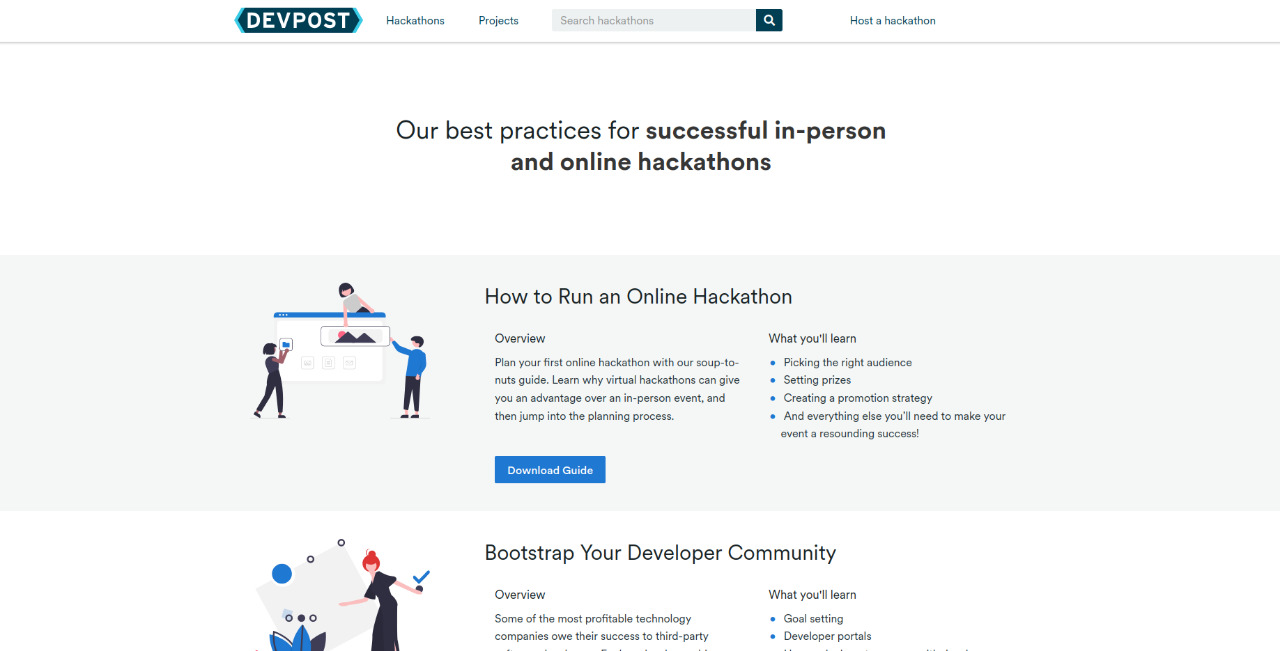 DEVPOST
Hackathons
Projects
Search hackathons
Host a hackathon
Our best practices for successful in-person
and online hackathons
How to Run an Online Hackathon
Overview
Plan your first online hackathon with our soup-to-
nuts guide. Learn why virtual hackathons can give
you an advantage over an in-person event, and
then jump into the planning process.
What you'll learn
Picking the right audience
Setting prizes
Creating a promotion strategy
And everything else you'll need to make your
event a resounding success!
Download Guide
Bootstrap Your Developer Community
Overview
Some of the most profitable technology
companies owe their success to third-party
What you'll learn
Goal setting
Developer portals